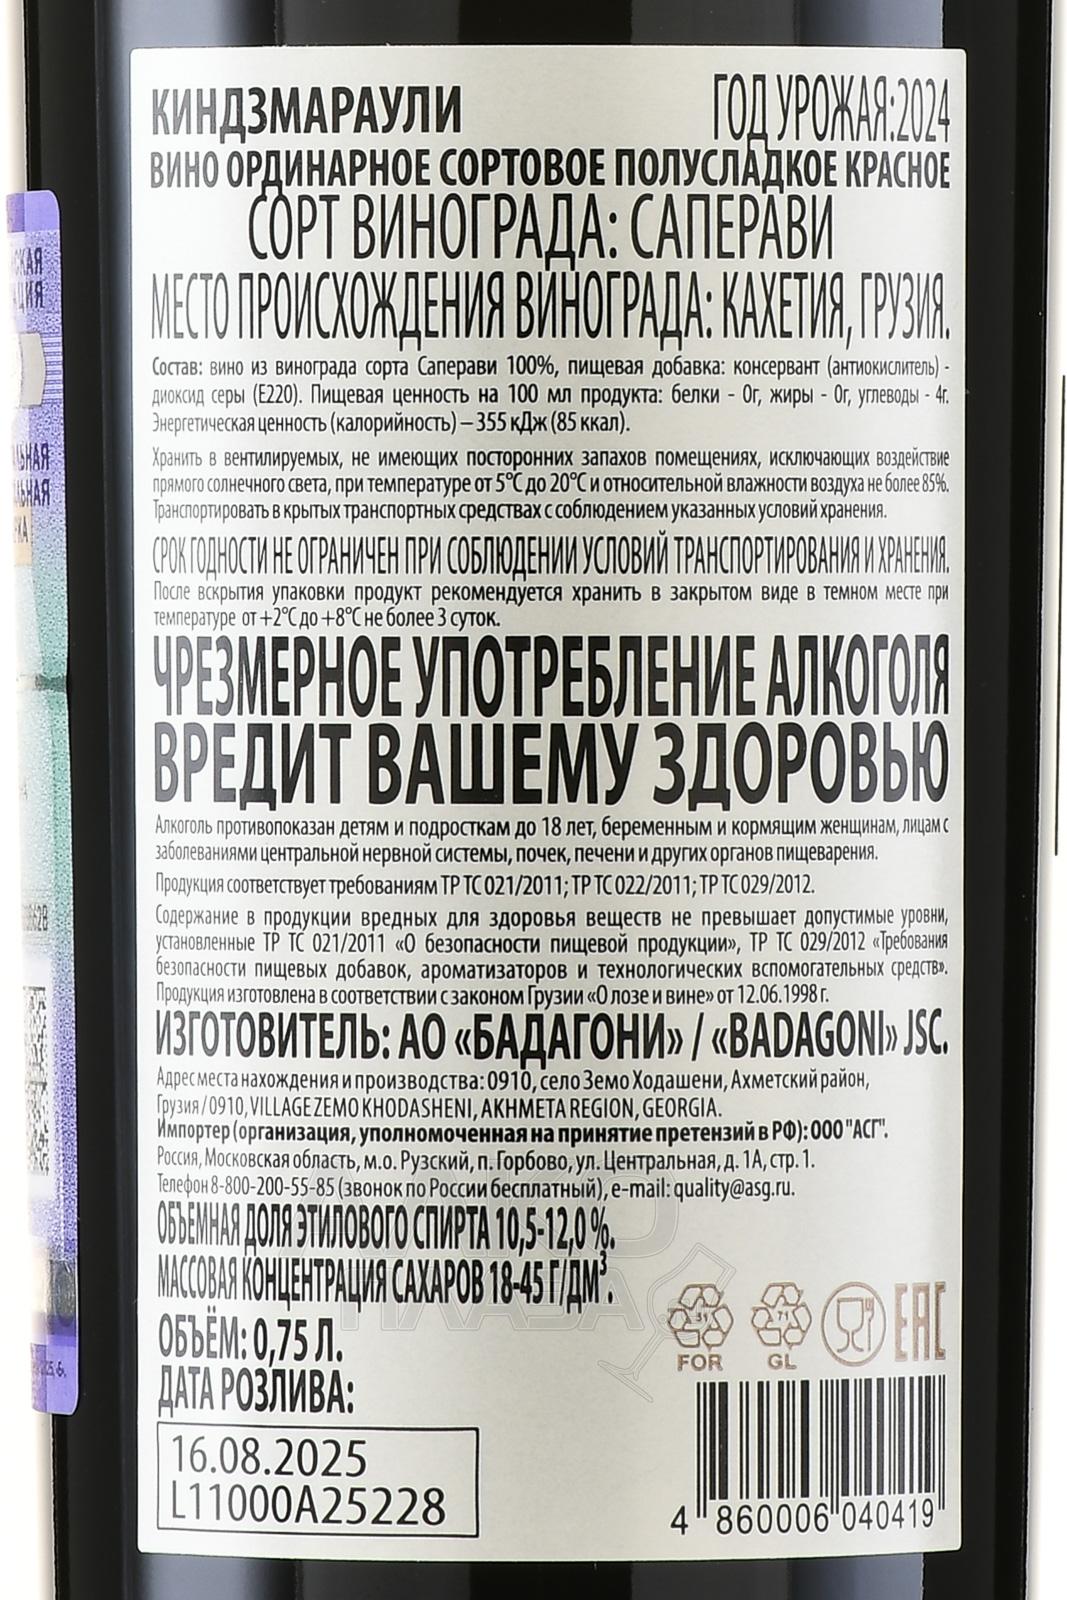 КИНДЗМАРАУЛИ ГОД УРОЖАЯ:2024
ВИНО ОРДИНАРНОЕ СОРТОВОЕ ПОЛУСЛАДКОЕ КРАСНОЕ
СОРТ ВИНОГРАДА: САПЕРАВИ
МЕСТО ПРОИСХОЖДЕНИЯ ВИНОГРАДА: КАХЕТИЯ, ГРУЗИЯ.
Состав: вино из винограда сорта Саперави 100%, пищевая добавка: консервант (антиокислитель) -
диоксид серы (Е220). Пищевая ценность на 100 мл продукта: белки - 0г, жиры - 0г, углеводы - 4г.
Энергетическая ценность (калорийность) – 355 кДж (85 ккал).
Хранить в вентилируемых, не имеющих посторонних запахов помещениях, исключающих воздействие
прямого солнечного света, при температуре от 5°С до 20°С и относительной влажности воздуха не более 85%.
Транспортировать в крытых транспортных средствах с соблюдением указанных условий хранения.
СРОК ГОДНОСТИ НЕ ОГРАНИЧЕН ПРИ СОБЛЮДЕНИИ УСЛОВИЙ ТРАНСПОРТИРОВАНИЯ И ХРАНЕНИЯ.
После вскрытия упаковки продукт рекомендуется хранить в закрытом виде в темном месте при
температуре от +2°С до +8°С не более 3 суток.
ЧРЕЗМЕРНОЕ УПОТРЕБЛЕНИЕ АЛКОГОЛЯ
ВРЕДИТ ВАШЕМУ ЗДОРОВЬЮ
Алкоголь противопоказан детям и подросткам до 18 лет, беременным и кормящим женщинам, лицам с
заболеваниями центральной нервной системы, почек, печени и других органов пищеварения.
Продукция соответствует требованиям ТР ТС 021/2011; ТР ТС 022/2011; ТР ТС 029/2012.
Содержание в продукции вредных для здоровья веществ не превышает допустимые уровни,
установленные ТР ТС 021/2011 «О безопасности пищевой продукции», ТР ТС 029/2012 «Требования
безопасности пищевых добавок, ароматизаторов и технологических вспомогательных средств».
Продукция изготовлена в соответствии с законом Грузии «О лозе и вине» от 12.06.1998 г.
ИЗГОТОВИТЕЛЬ: АО «БАДАГОНИ» / «BADAGONI» JSC.
Адрес места нахождения и производства: 0910, село Земо Ходашени, Ахметский район,
Грузия / 0910, VILLAGE ZEMO KHODASHENI, AKHMETA REGION, GEORGIA.
Импортер (организация, уполномоченная на принятие претензий в РФ): ООО "АСГ".
Россия, Московская область, м.о. Рузский, п. Горбово, ул. Центральная, д. 1А, стр. 1.
Телефон 8-800-200-55-85 (звонок по России бесплатный), e-mail: quality@asg.ru.
ОБЪЕМНАЯ ДОЛЯ ЭТИЛОВОГО СПИРТА 10,5-12,0 %.
МАССОВАЯ КОНЦЕНТРАЦИЯ САХАРОВ 18-45 Г/ДМ³.
АЛКО
ПЛАЗА
ОБЪЁМ: 0,75 Л.
ДАТА РОЗЛИВА:
16.08.2025
L11000A25228
51
FOR
71
GL
ЕАС
4 860006 040419